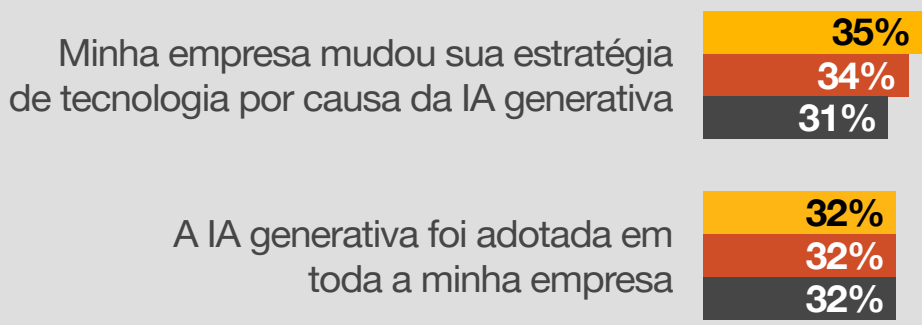 Minha empresa mudou sua estratégia
de tecnologia por causa da IA generativa
35%
34%
31%
A IA generativa foi adotada em
toda a minha empresa
32%
32%
32%